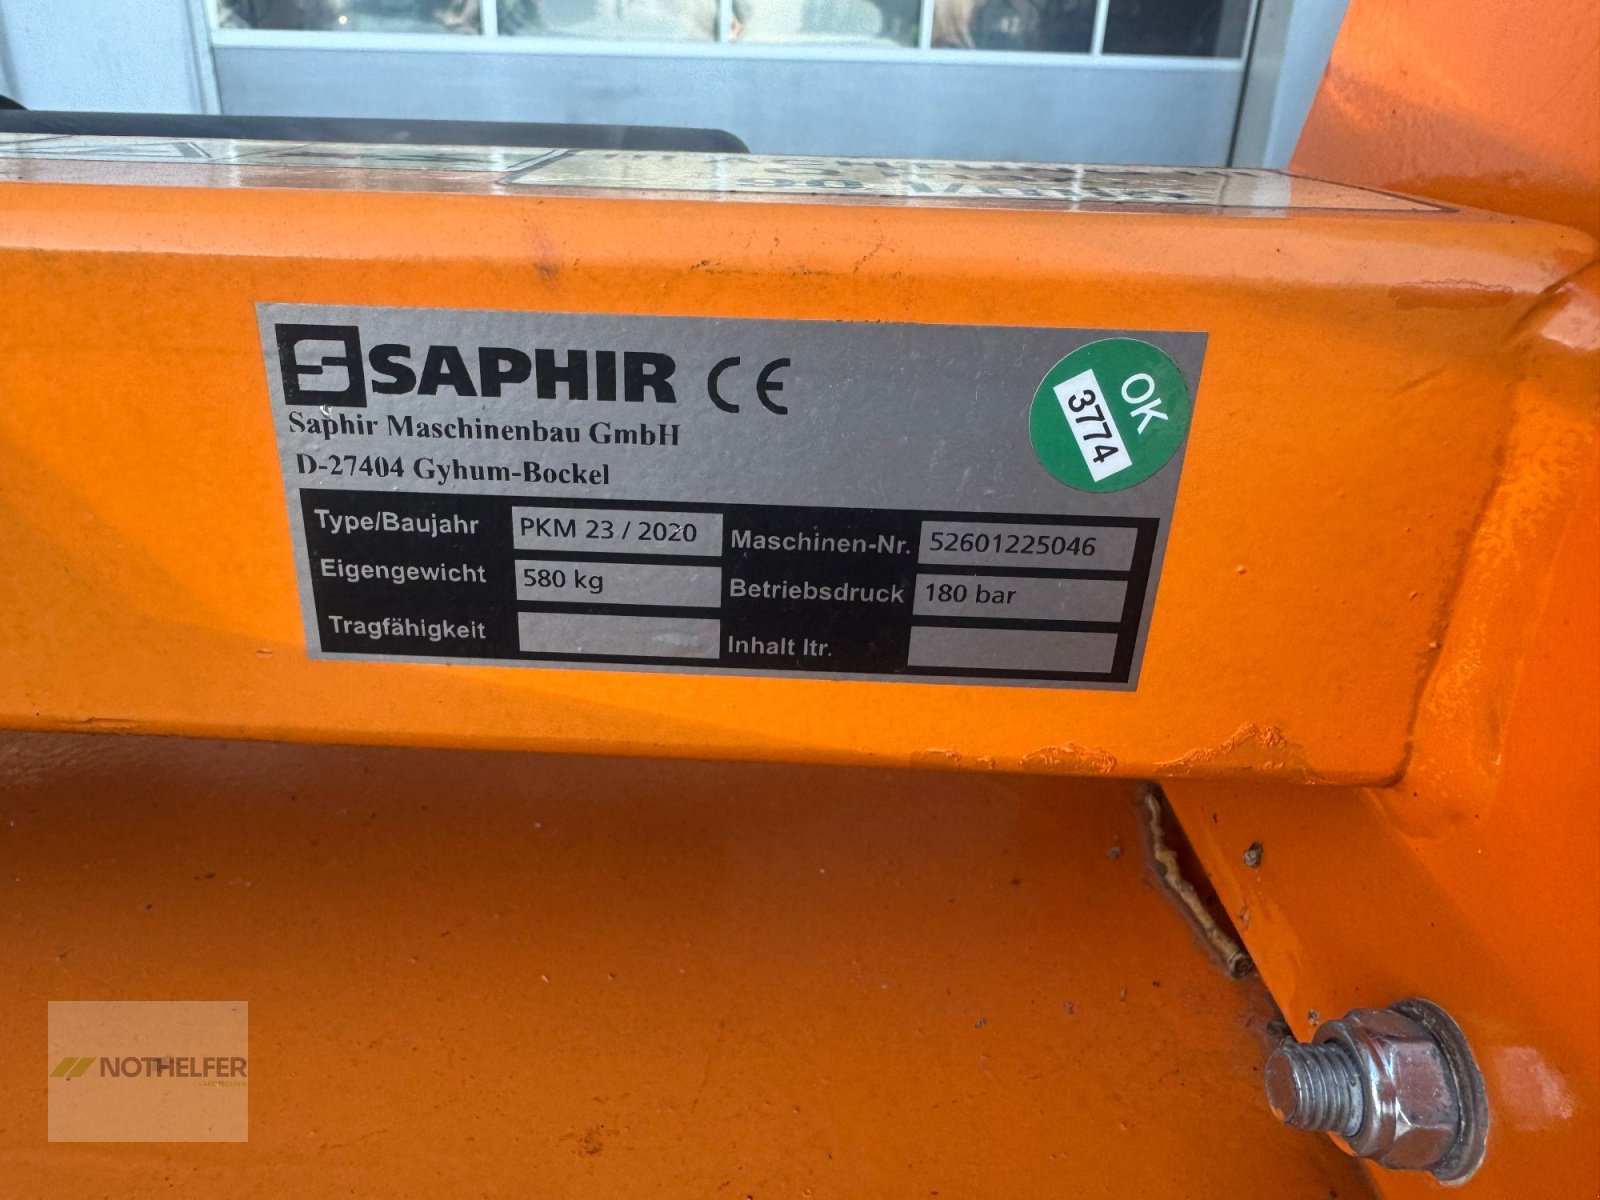 SAPHIR CE
Saphir Maschinenbau GmbH
D-27404 Gyhum-Bockel
OK
3774
Type/Baujahr PKM 23 / 2020 Maschinen-Nr. 52601225046
Eigengewicht 580 kg Betriebsdruck 180 bar
Tragfähigkeit Inhalt ltr.
NOTHELFER
LANDTECHNIK